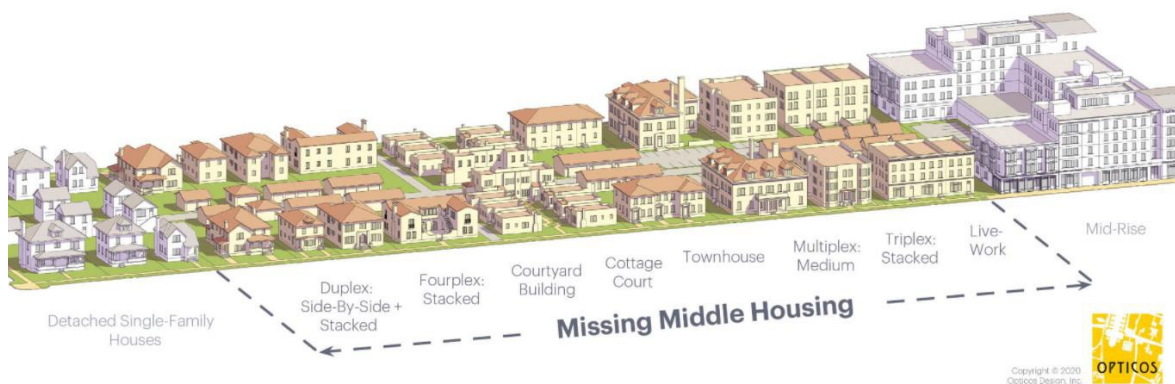 Detached Single-Family
Houses
Duplex:
Side-By-Side +
Stacked
Fourplex:
Stacked
Courtyard
Building
Cottage
Court
Townhouse
Multiplex:
Medium
Triplex:
Stacked
Live-
Work
Mid-Rise
Missing Middle Housing
OPTICOS
Copyright © 2020
Opticos Design, Inc.